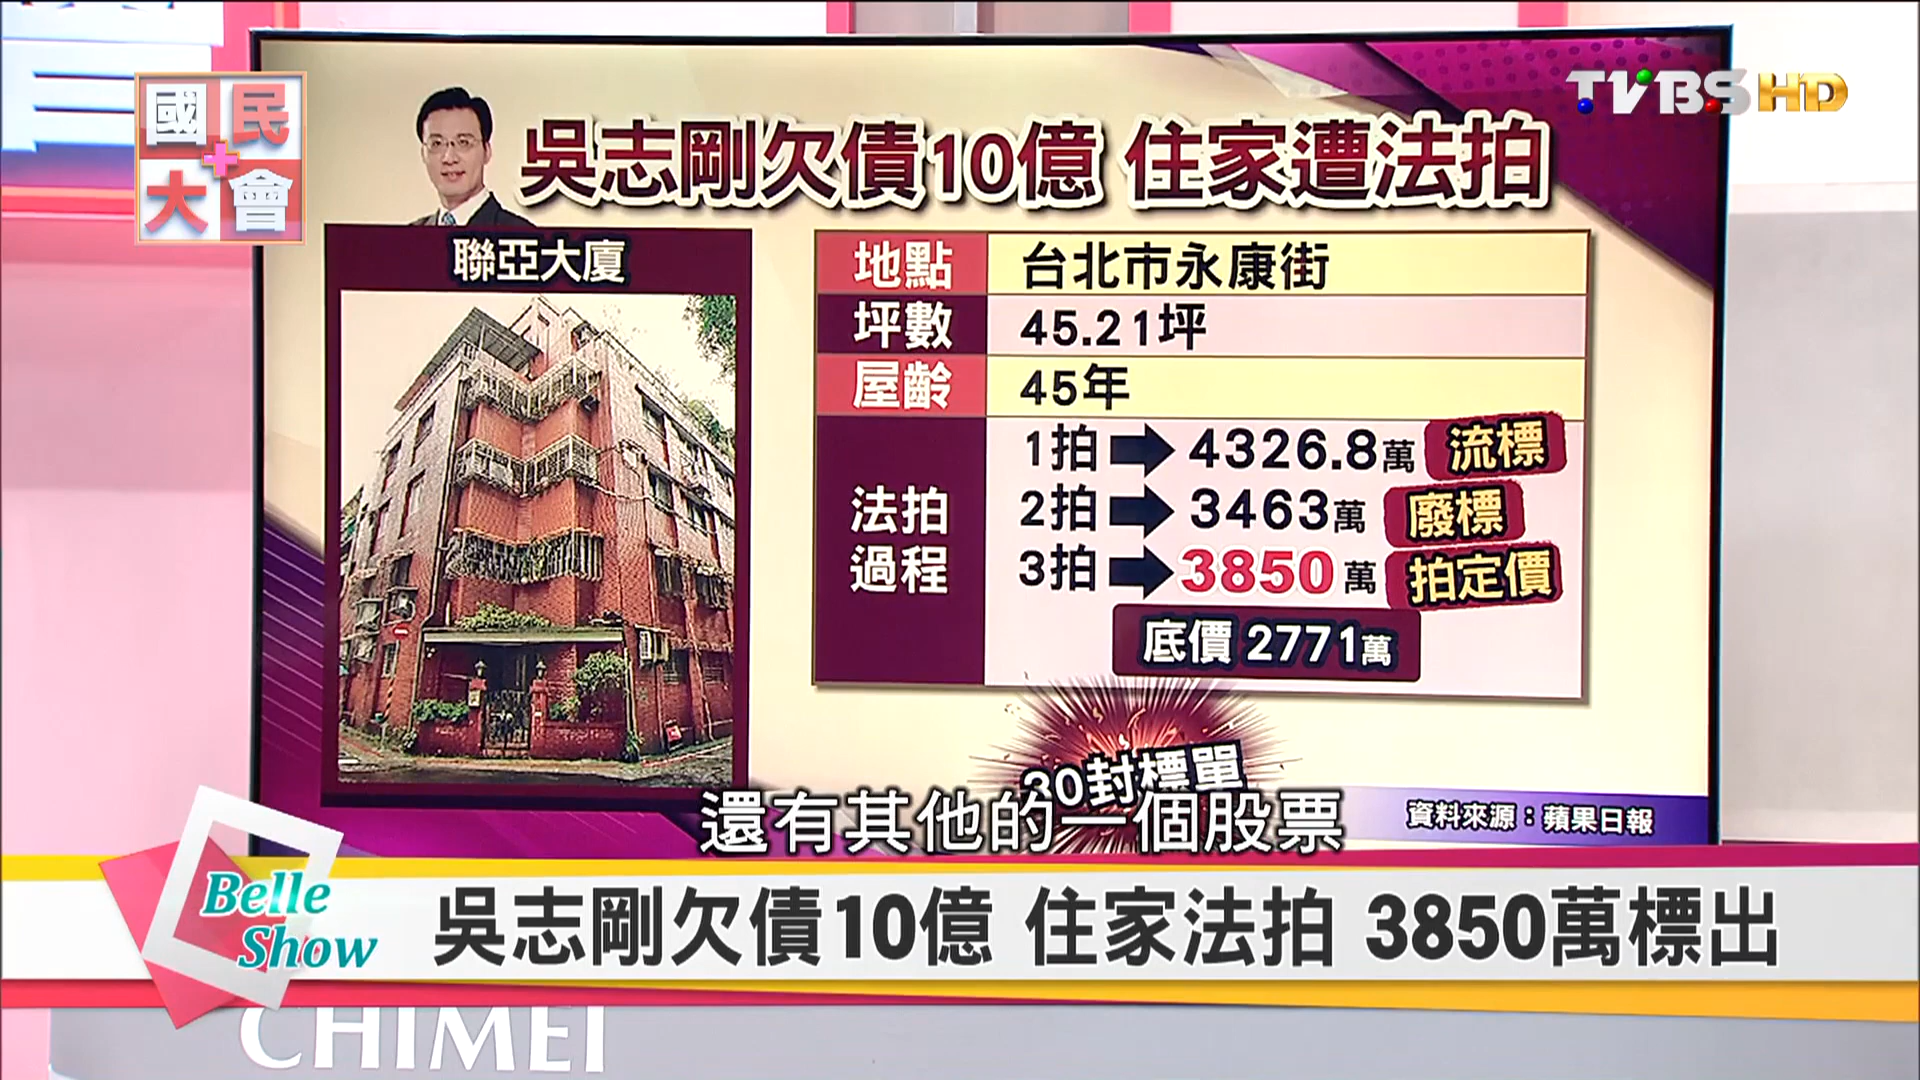 國民
大會
TVBS HD
吳志剛欠債10億 住家遭法拍
聯亞大廈
地點 台北市永康街
坪數 45.21坪
屋齡 45年
法拍過程
1拍 4326.8萬 流標
2拍 3463萬 廢標
3拍 3850萬 拍定價
底價 2771萬
30封標單
資料來源：蘋果日報
還有其他的一個股票
Belle Show
吳志剛欠債10億 住家法拍 3850萬標出
CHIMEI